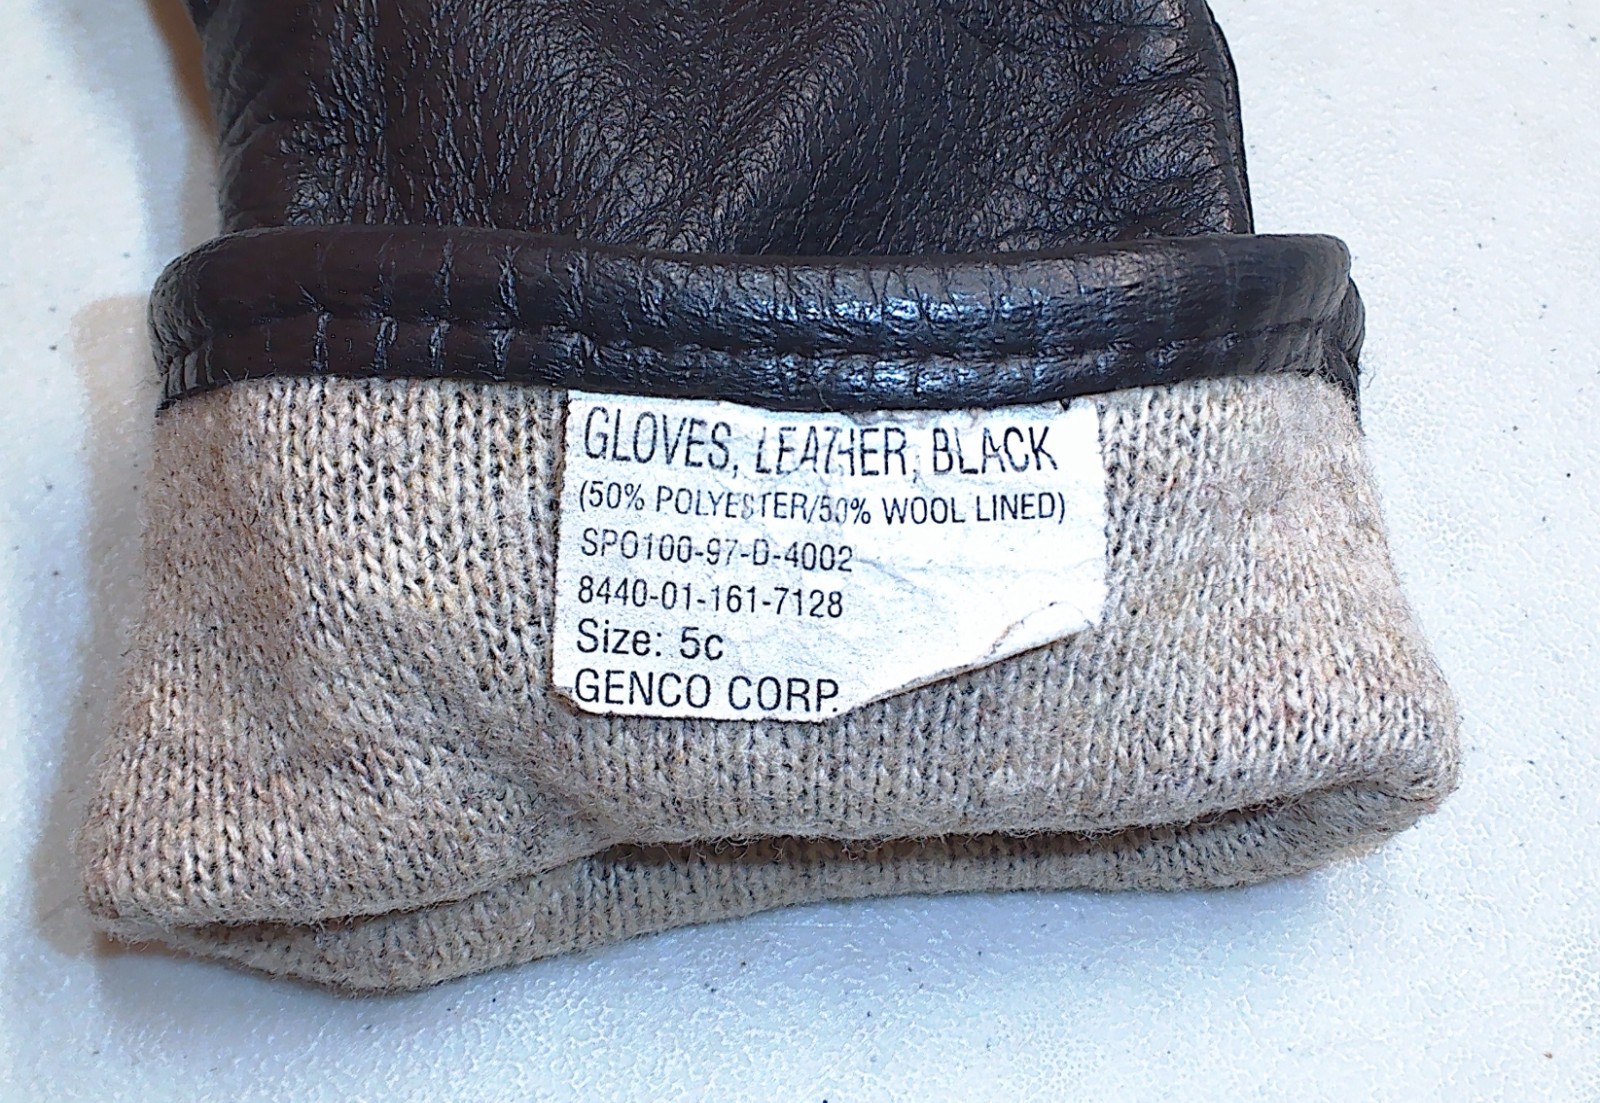 GLOVES, LEATHER, BLACK
(50% POLYESTER/50% WOOL LINED)
SPO100-97-D-4002
8440-01-161-7128
Size: 5c
GENCO CORP.